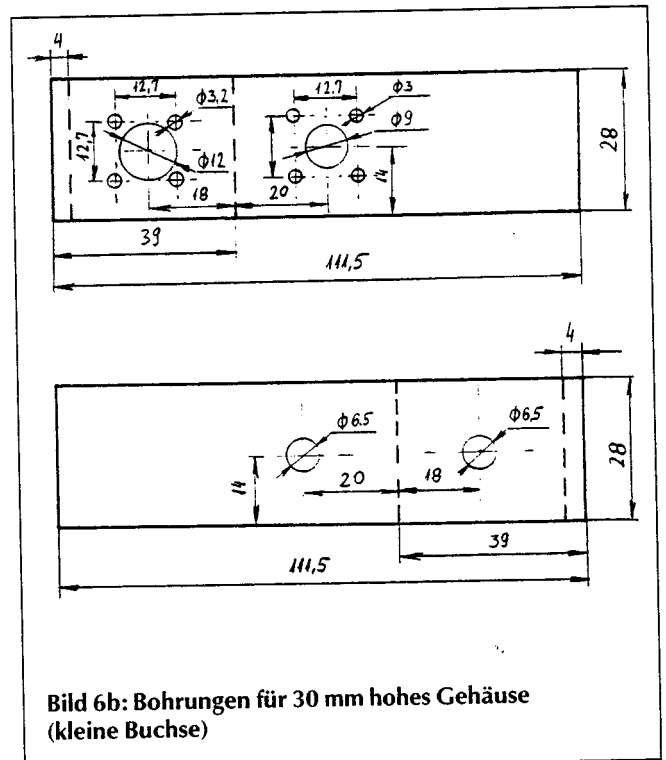 4
12,7
12.7
φ3,2
φ3
φ9
12,7
φ12
28
14
18
20
39
111,5
4
φ6.5
φ6,5
28
14
20
18
39
111,5
Bild 6b: Bohrungen für 30 mm hohes Gehäuse
(kleine Buchse)